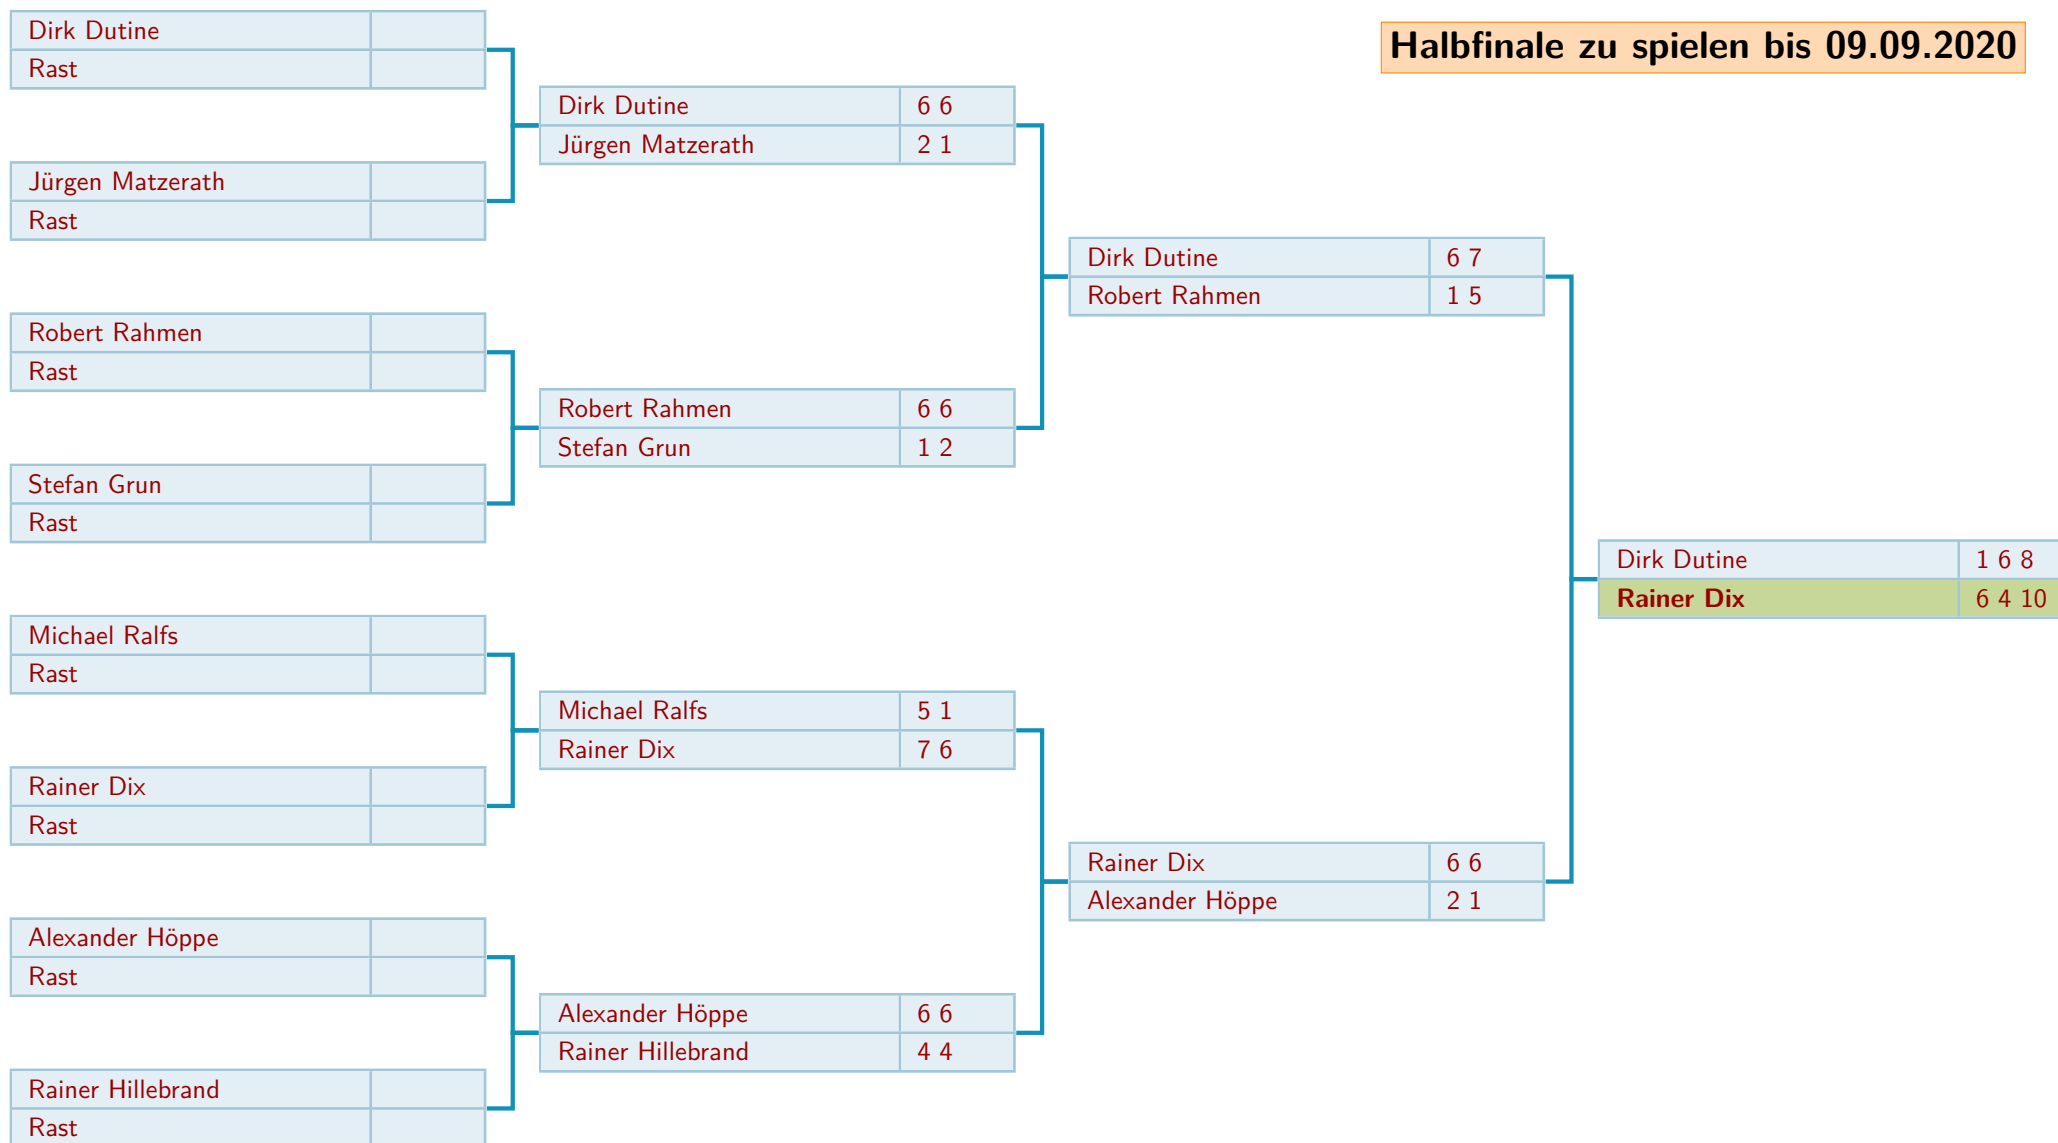 Halbfinale zu spielen bis 09.09.2020
Dirk Dutine
Rast
Jürgen Matzerath
Rast
Robert Rahmen
Rast
Stefan Grun
Rast
Michael Ralfs
Rast
Rainer Dix
Rast
Alexander Höppe
Rast
Rainer Hillebrand
Rast
Dirk Dutine 6 6
Jürgen Matzerath 2 1
Robert Rahmen 6 6
Stefan Grun 1 2
Michael Ralfs 5 1
Rainer Dix 7 6
Alexander Höppe 6 6
Rainer Hillebrand 4 4
Dirk Dutine 6 7
Robert Rahmen 1 5
Rainer Dix 6 6
Alexander Höppe 2 1
Dirk Dutine 1 6 8
Rainer Dix 6 4 10